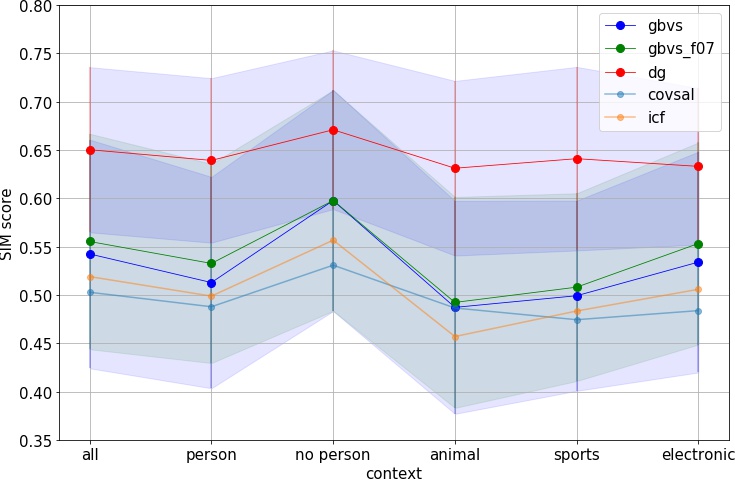 0.80
0.75
0.70
0.65
0.60
0.55
0.50
0.45
0.40
0.35
SIM score
gbvs
gbvs_f07
dg
covsal
icf
all person no person animal sports electronic
context